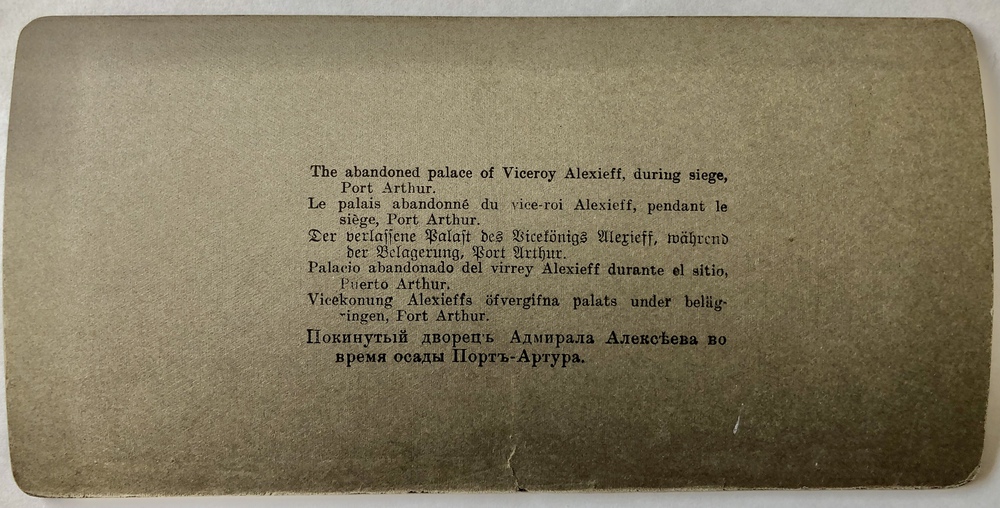 The abandoned palace of Viceroy Alexieff, during siege,
Port Arthur.
Le palais abandonné du vice-roi Alexieff, pendant le
siège, Port Arthur.
Der verlassene Palast des Vicekönigs Alexieff, während
der Belagerung, Port Arthur.
Palacio abandonado del virrey Alexieff durante el sitio,
Puerto Arthur.
Vicekonung Alexieffs öfvergifna palats under beläg-
ringen, Port Arthur.
Покинутый дворецъ Адмирала Алексѣева во
время осады Портъ-Артура.